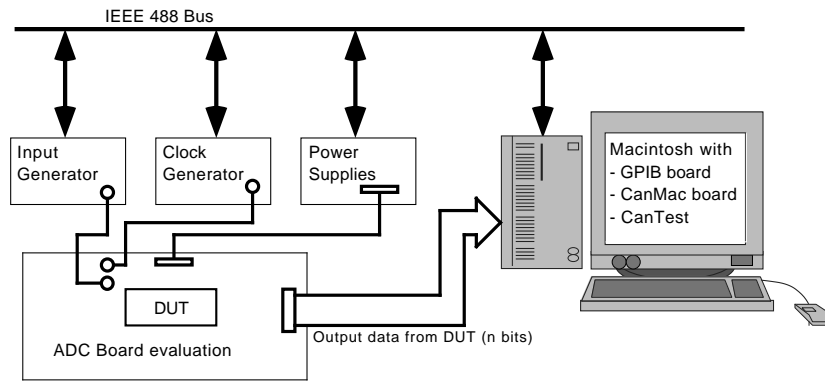 IEEE 488 Bus
Input
Generator
Clock
Generator
Power
Supplies
Macintosh with
- GPIB board
- CanMac board
- CanTest
DUT
ADC Board evaluation
Output data from DUT (n bits)